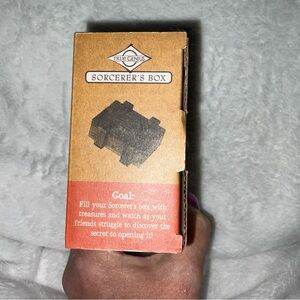 TRUE GENIUS
SORCERER'S BOX
Goal:
Fill your Sorcerer's box with
treasures and watch as your
friends struggle to discover the
secret to opening it!